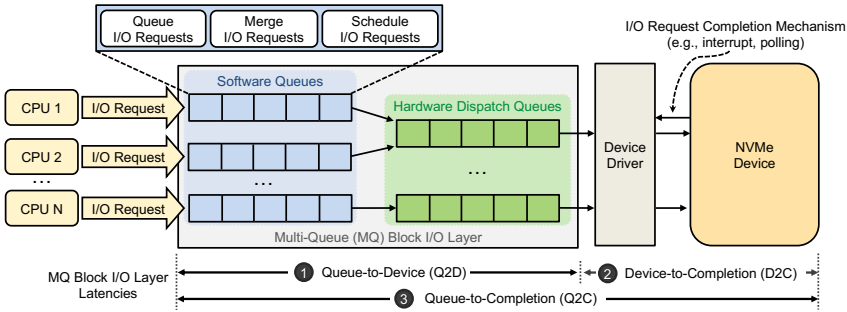 Queue
I/O Requests
Merge
I/O Requests
Schedule
I/O Requests
I/O Request Completion Mechanism
(e.g., interrupt, polling)
Software Queues
Hardware Dispatch Queues
CPU 1
I/O Request
CPU 2
I/O Request
...
...
...
CPU N
I/O Request
Device
Driver
NVMe
Device
Multi-Queue (MQ) Block I/O Layer
MQ Block I/O Layer
Latencies
1 Queue-to-Device (Q2D)
2 Device-to-Completion (D2C)
3 Queue-to-Completion (Q2C)